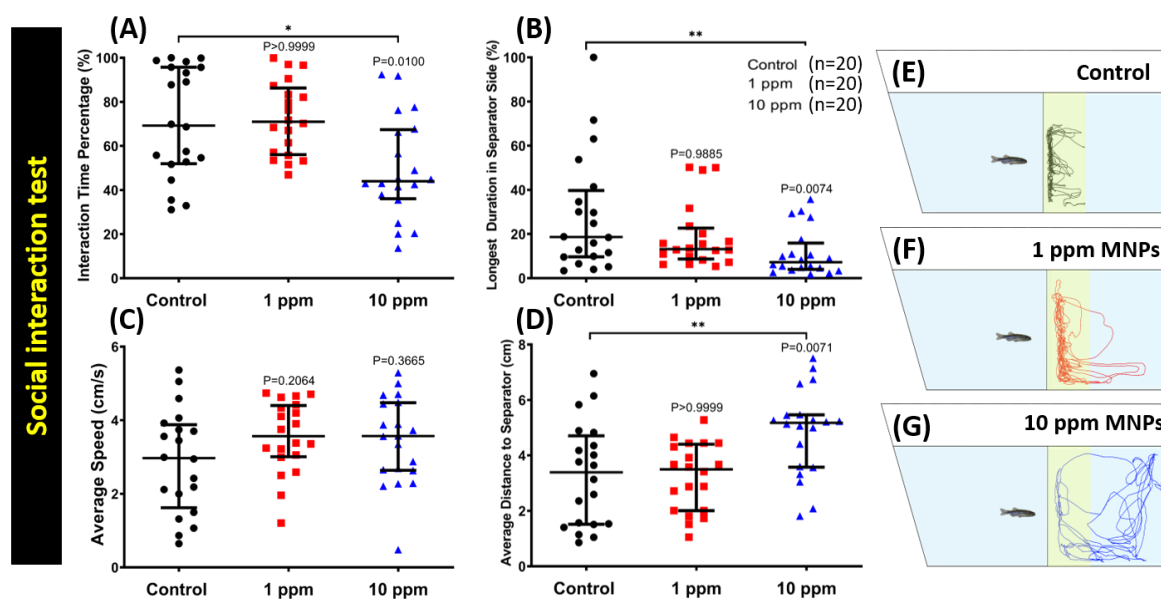 Social interaction test
(A)
*
P>0.9999
P=0.0100
Interaction Time Percentage (%)
100
80
60
40
20
0
Control
1 ppm
10 ppm
(B)
**
Control (n=20)
1 ppm (n=20)
10 ppm (n=20)
P=0.9885
P=0.0074
Longest Duration in Separator Side (%)
100
80
60
40
20
0
Control
1 ppm
10 ppm
(C)
P=0.2064
P=0.3665
Average Speed (cm/s)
6
4
2
0
Control
1 ppm
10 ppm
(D)
**
P>0.9999
P=0.0071
Average Distance to Separator (cm)
8
6
4
2
0
Control
1 ppm
10 ppm
(E)
Control
(F)
1 ppm MNPs
(G)
10 ppm MNPs